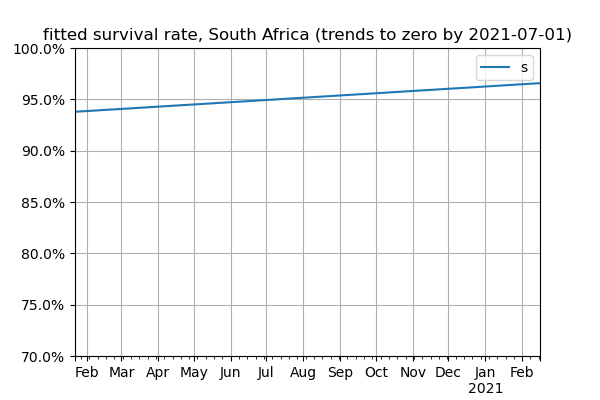 fitted survival rate, South Africa (trends to zero by 2021-07-01)
100.0%
s
95.0%
90.0%
85.0%
80.0%
75.0%
70.0%
Feb Mar Apr May Jun Jul Aug Sep Oct Nov Dec Jan Feb
2021